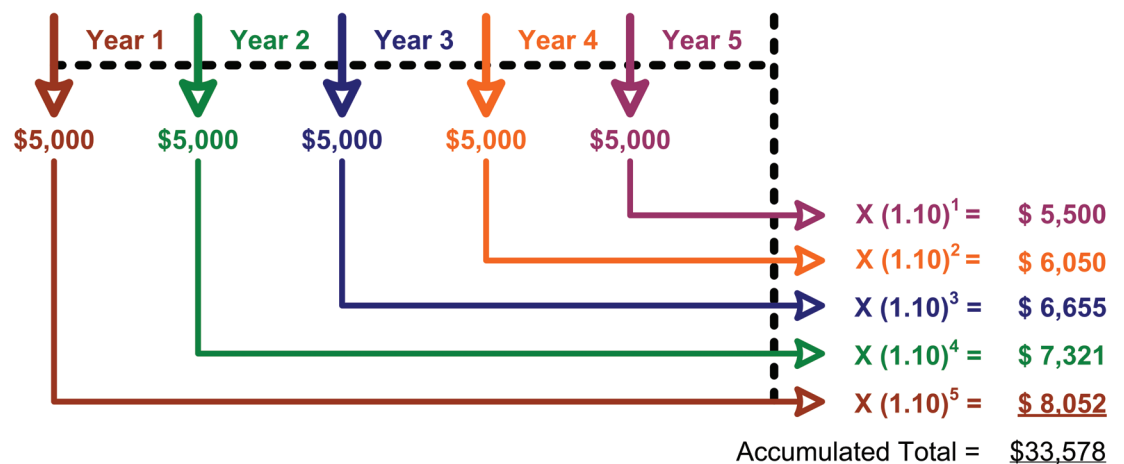 Year 1 Year 2 Year 3 Year 4 Year 5
$5,000 $5,000 $5,000 $5,000 $5,000
X (1.10)¹ = $ 5,500
X (1.10)² = $ 6,050
X (1.10)³ = $ 6,655
X (1.10)⁴ = $ 7,321
X (1.10)⁵ = $ 8,052
Accumulated Total = $33,578